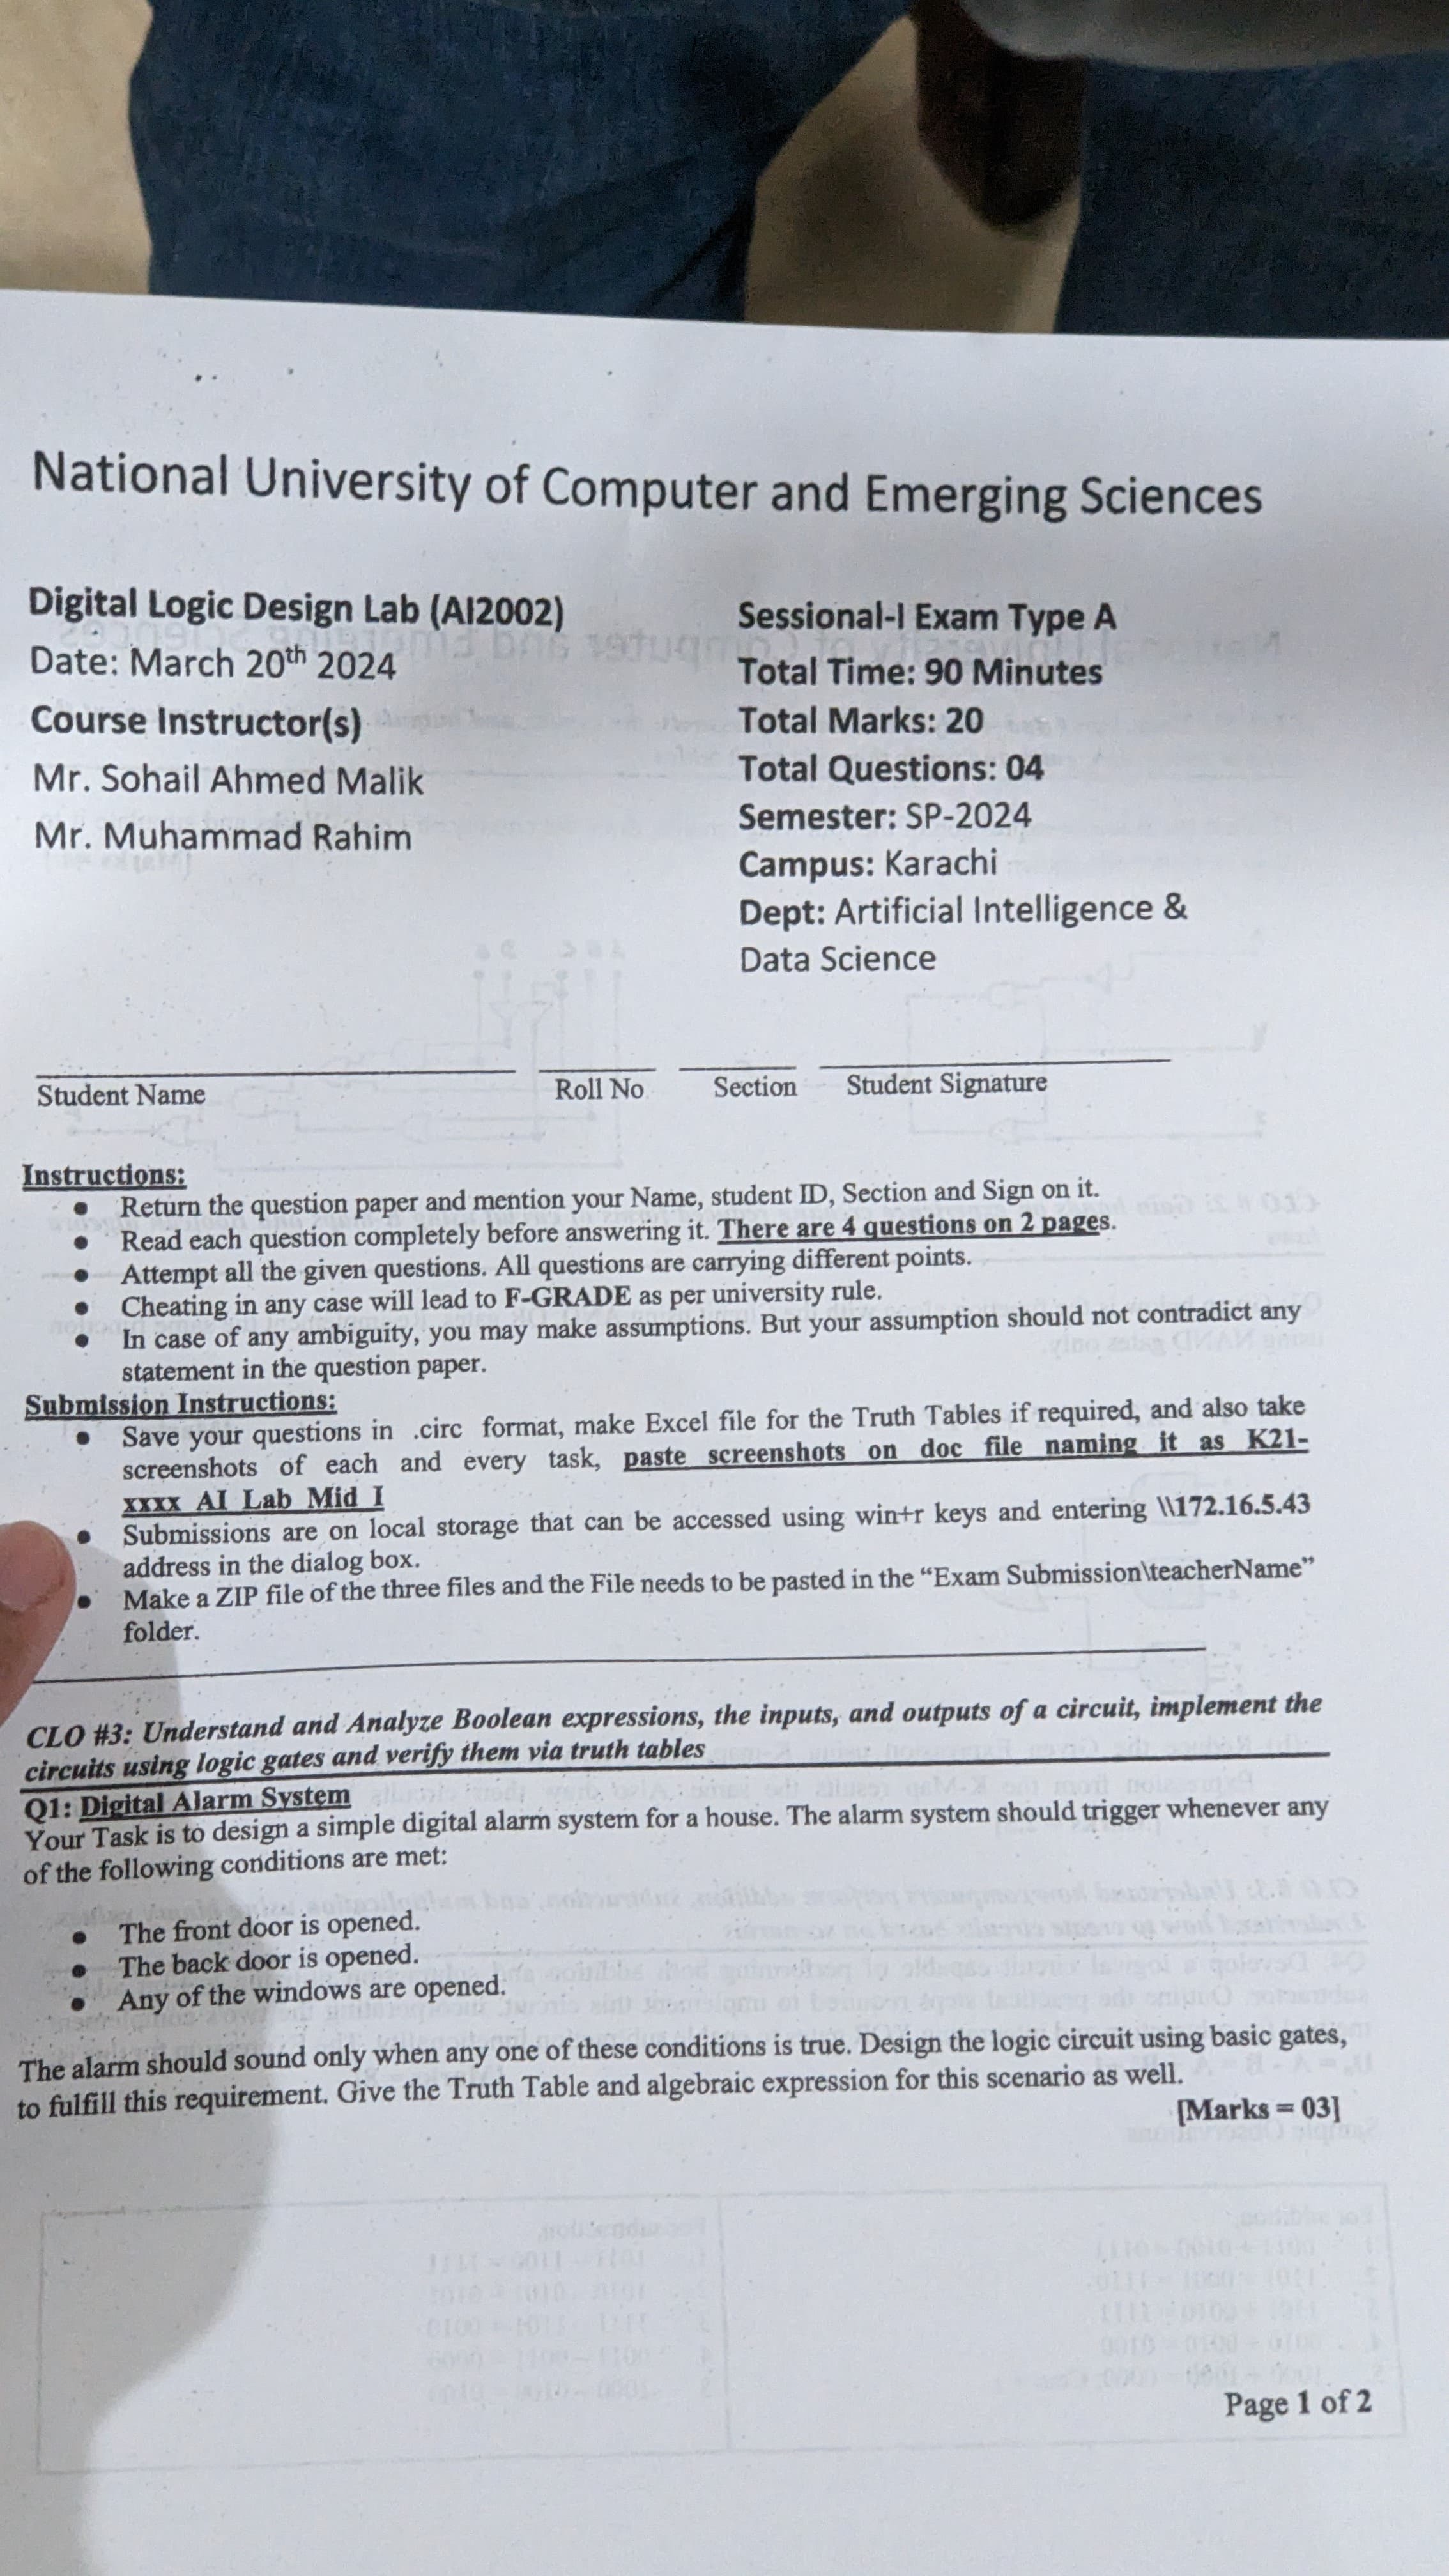 National University of Computer and Emerging Sciences
Digital Logic Design Lab (AI2002)
Date: March 20th 2024
Course Instructor(s)
Mr. Sohail Ahmed Malik
Mr. Muhammad Rahim
Sessional-I Exam Type A
Total Time: 90 Minutes
Total Marks: 20
Total Questions: 04
Semester: SP-2024
Campus: Karachi
Dept: Artificial Intelligence &
Data Science
Student Name Roll No Section Student Signature
Instructions:
• Return the question paper and mention your Name, student ID, Section and Sign on it.
• Read each question completely before answering it. There are 4 questions on 2 pages.
• Attempt all the given questions. All questions are carrying different points.
• Cheating in any case will lead to F-GRADE as per university rule.
• In case of any ambiguity, you may make assumptions. But your assumption should not contradict any
statement in the question paper.
Submission Instructions:
• Save your questions in .circ format, make Excel file for the Truth Tables if required, and also take
screenshots of each and every task, paste screenshots on doc file naming it as K21-
xxxx_AI_Lab_Mid_I
• Submissions are on local storage that can be accessed using win+r keys and entering \\172.16.5.43
address in the dialog box.
• Make a ZIP file of the three files and the File needs to be pasted in the “Exam Submission\teacherName”
folder.
CLO #3: Understand and Analyze Boolean expressions, the inputs, and outputs of a circuit, implement the
circuits using logic gates and verify them via truth tables
Q1: Digital Alarm System
Your Task is to design a simple digital alarm system for a house. The alarm system should trigger whenever any
of the following conditions are met:
• The front door is opened.
• The back door is opened.
• Any of the windows are opened.
The alarm should sound only when any one of these conditions is true. Design the logic circuit using basic gates,
to fulfill this requirement. Give the Truth Table and algebraic expression for this scenario as well.
[Marks = 03]
Page 1 of 2